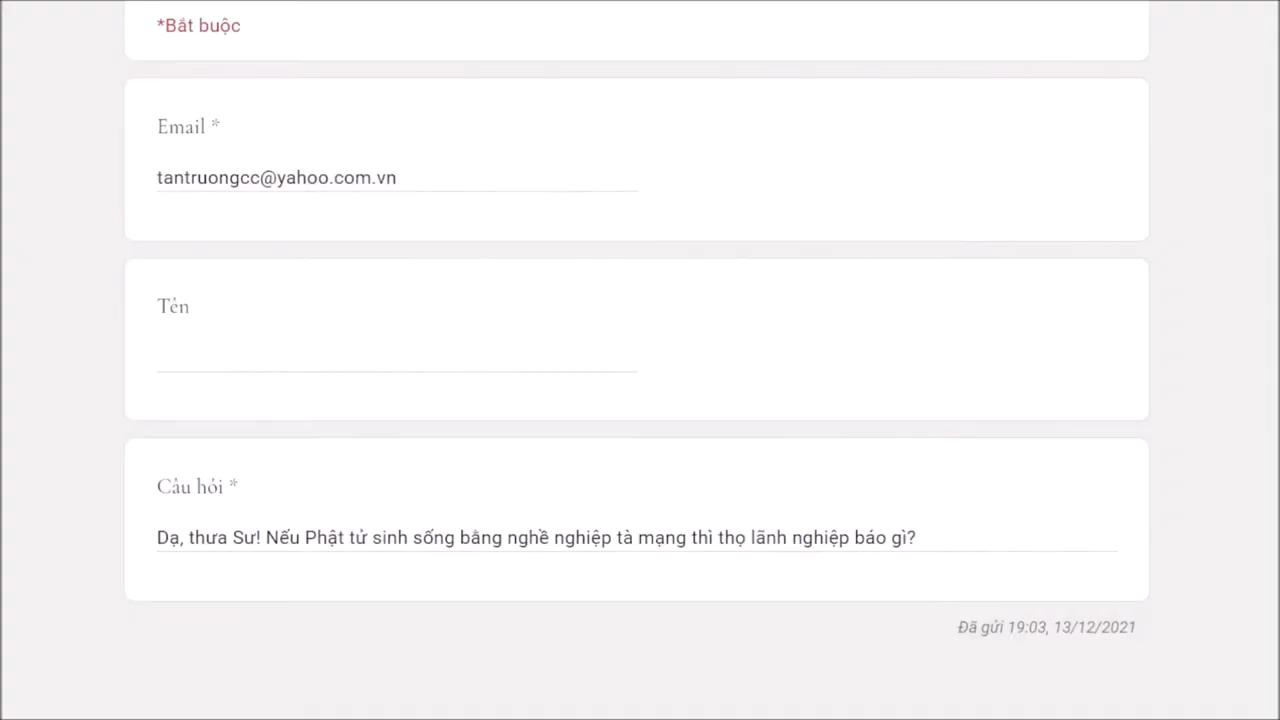 *Bắt buộc
Email *
tantruongcc@yahoo.com.vn
Tên
Câu hỏi *
Dạ, thưa Sư! Nếu Phật tử sinh sống bằng nghề nghiệp tà mạng thì thọ lãnh nghiệp báo gì?
Đã gửi 19:03, 13/12/2021